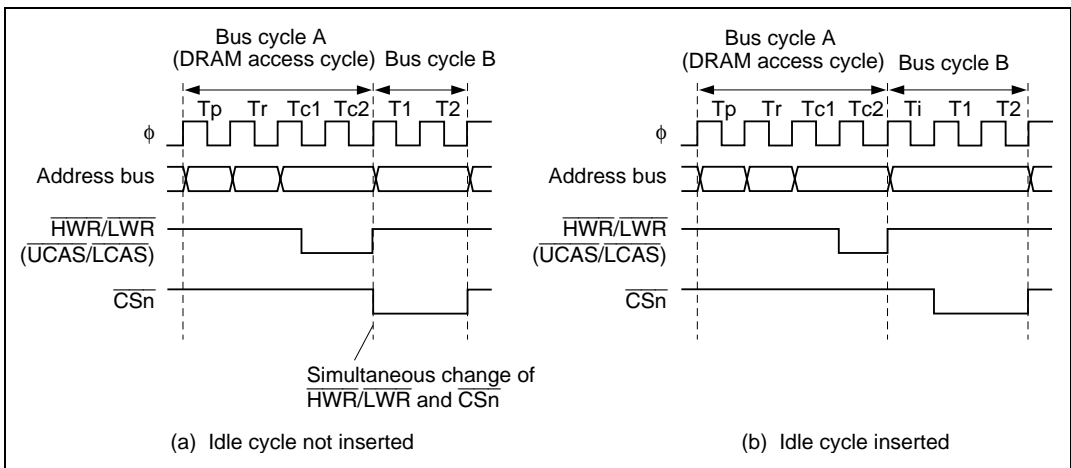 Bus cycle A
(DRAM access cycle) Bus cycle B
Tp Tr Tc1 Tc2 T1 T2
φ
Address bus
HWR/LWR
(UCAS/LCAS)
CSn
Simultaneous change of
HWR/LWR and CSn
(a) Idle cycle not inserted
Bus cycle A
(DRAM access cycle) Bus cycle B
Tp Tr Tc1 Tc2 Ti T1 T2
φ
Address bus
HWR/LWR
(UCAS/LCAS)
CSn
(b) Idle cycle inserted